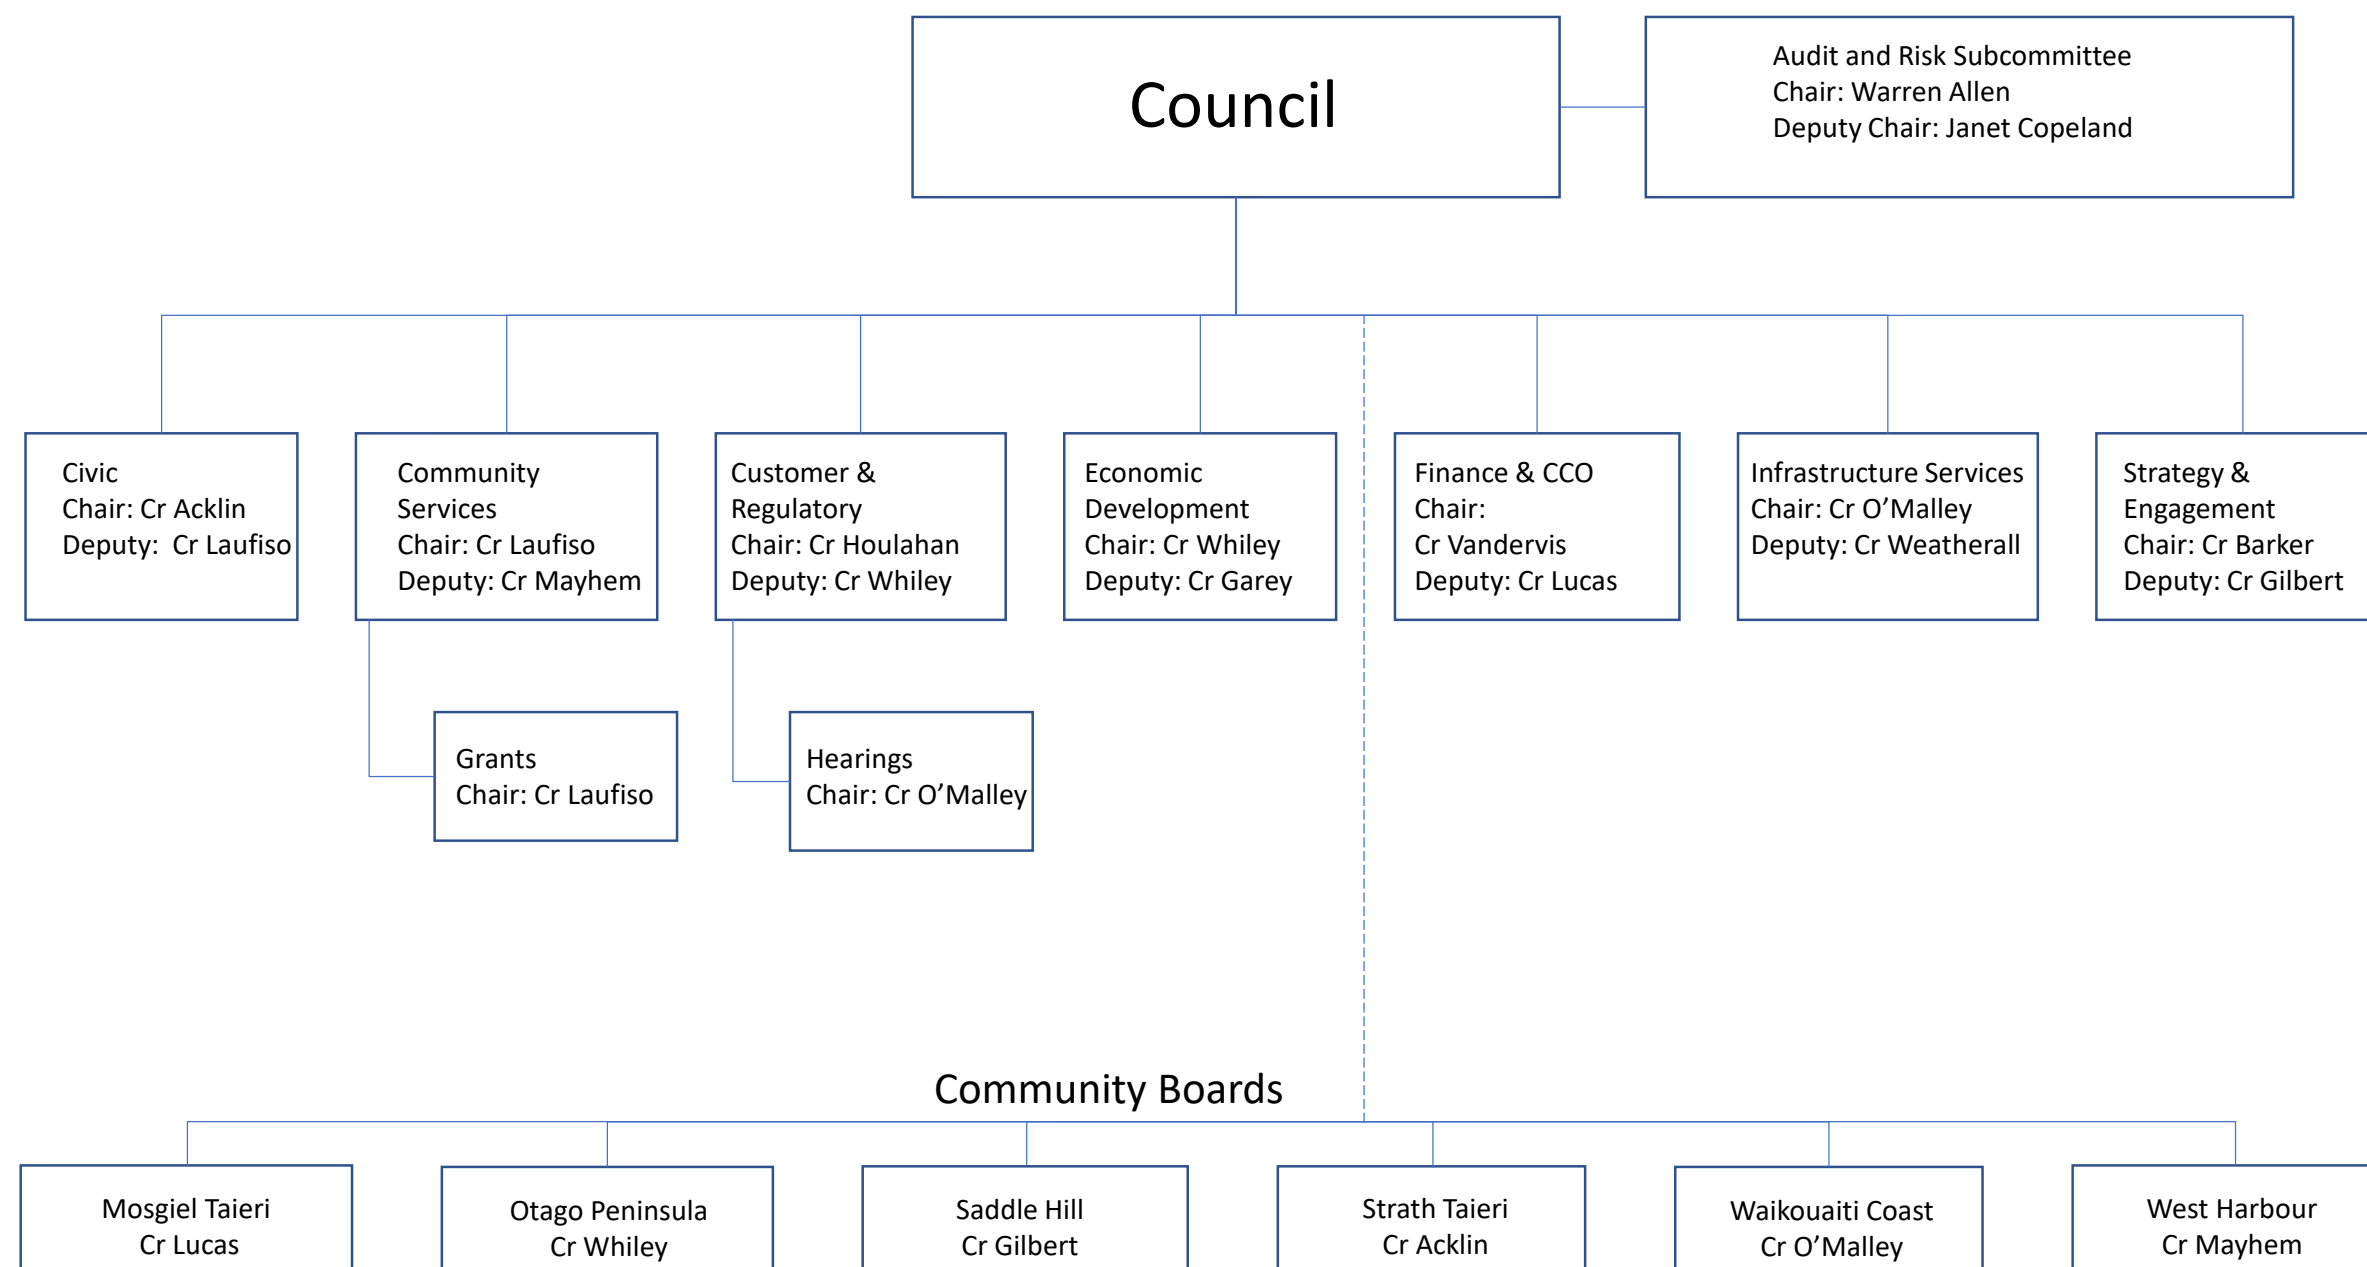 Council
Audit and Risk Subcommittee
Chair: Warren Allen
Deputy Chair: Janet Copeland
Civic
Chair: Cr Acklin
Deputy:  Cr Laufiso
Community
Services
Chair: Cr Laufiso
Deputy: Cr Mayhem
Customer &
Regulatory
Chair: Cr Houlahan
Deputy: Cr Whiley
Economic
Development
Chair: Cr Whiley
Deputy: Cr Garey
Finance & CCO
Chair:
Cr Vandervis
Deputy: Cr Lucas
Infrastructure Services
Chair: Cr O’Malley
Deputy: Cr Weatherall
Strategy &
Engagement
Chair: Cr Barker
Deputy: Cr Gilbert
Grants
Chair: Cr Laufiso
Hearings
Chair: Cr O’Malley
Community Boards
Mosgiel Taieri
Cr Lucas
Otago Peninsula
Cr Whiley
Saddle Hill
Cr Gilbert
Strath Taieri
Cr Acklin
Waikouaiti Coast
Cr O’Malley
West Harbour
Cr Mayhem